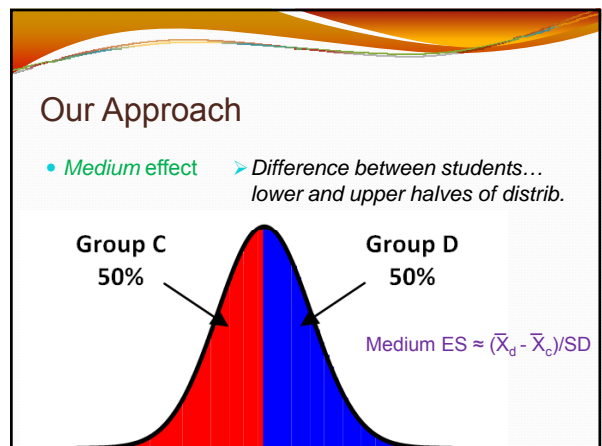 Our Approach
• Medium effect
➢ Difference between students…
lower and upper halves of distrib.
Group C
50%
Group D
50%
Medium ES ≈ (X̅d - X̅c)/SD